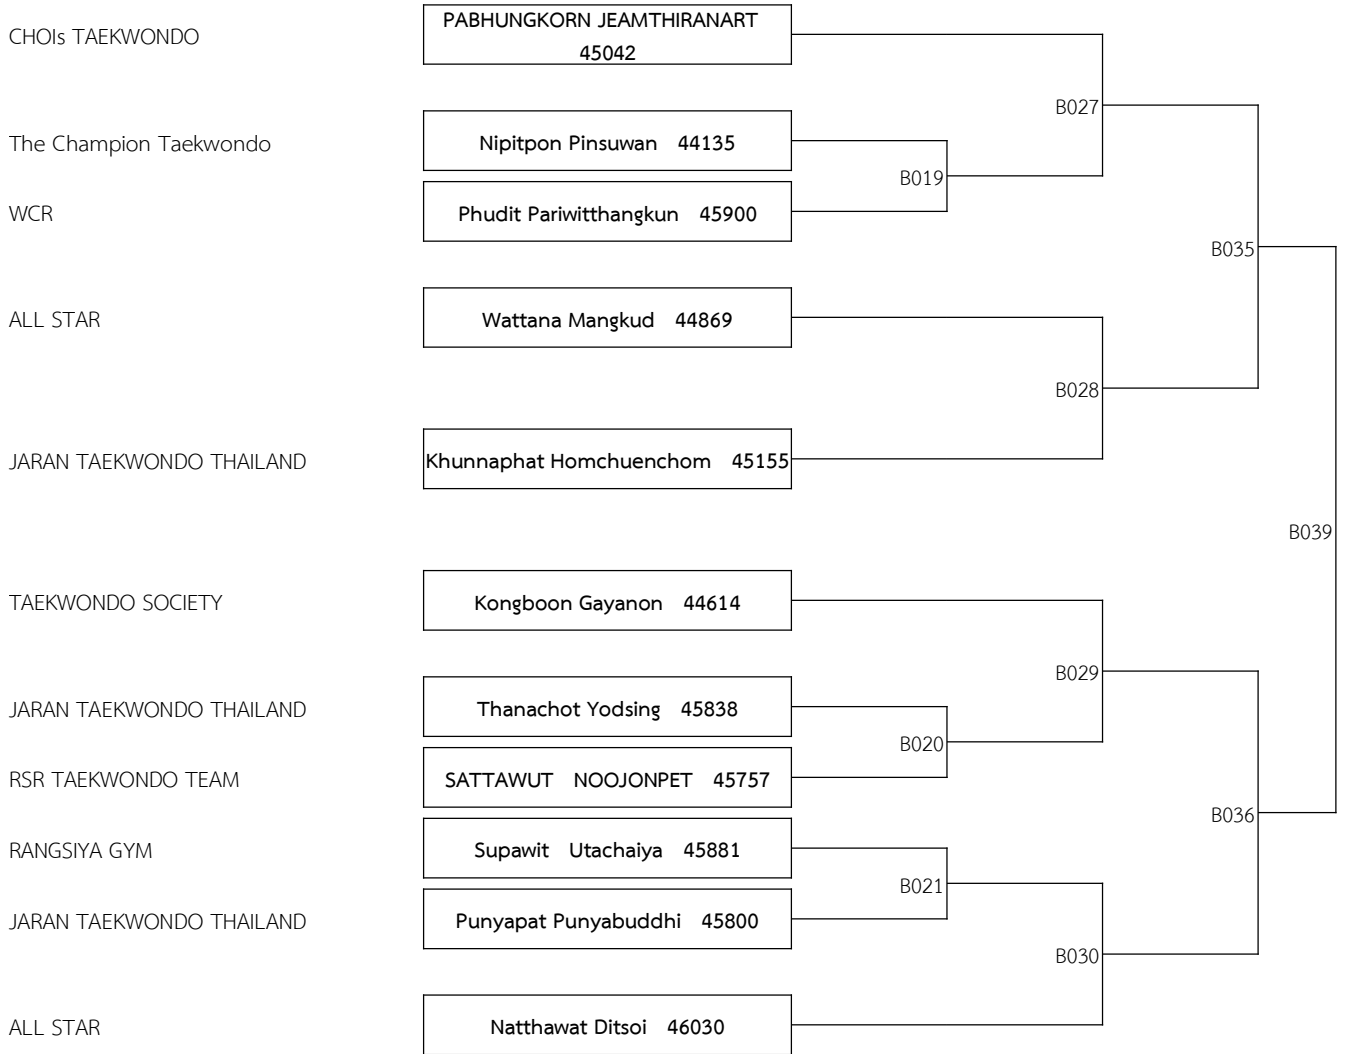 CHOIs TAEKWONDO
PABHUNGKORN JEAMTHIRANART
45042
B027
The Champion Taekwondo
Nipitpon Pinsuwan 44135
B019
WCR
Phudit Pariwitthangkun 45900
B035
ALL STAR
Wattana Mangkud 44869
B028
JARAN TAEKWONDO THAILAND
Khunnaphat Homchuenchom 45155
B039
TAEKWONDO SOCIETY
Kongboon Gayanon 44614
B029
JARAN TAEKWONDO THAILAND
Thanachot Yodsing 45838
B020
RSR TAEKWONDO TEAM
SATTAWUT NOOJONPET 45757
B036
RANGSIYA GYM
Supawit Utachaiya 45881
B021
JARAN TAEKWONDO THAILAND
Punyapat Punyabuddhi 45800
B030
ALL STAR
Natthawat Ditsoi 46030